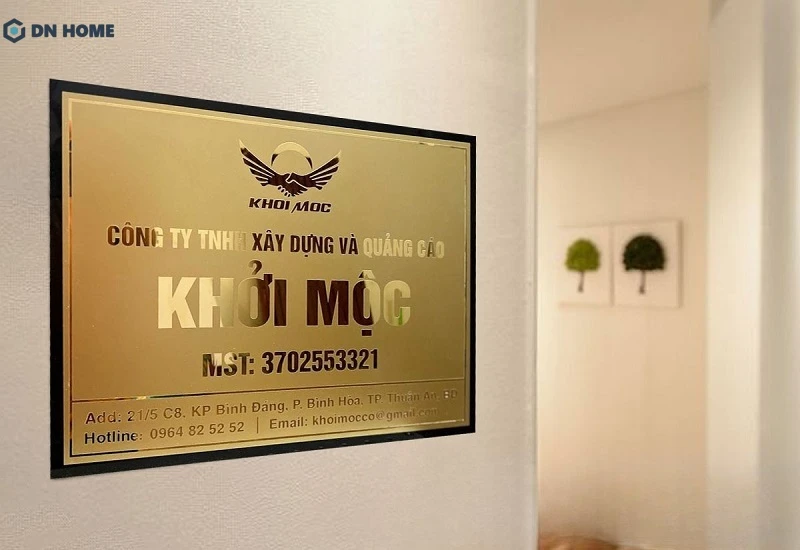 DN HOME
KHOI MOC
CÔNG TY TNHH XÂY DỰNG VÀ QUẢNG CÁO
KHỞI MỘC
MST: 3702553321
Add: 21/5 C8, KP Bình Đáng, P. Bình Hòa, TP. Thuận An, BD
Hotline: 0964 82 52 52 | Email: khoimocco@gmail.com